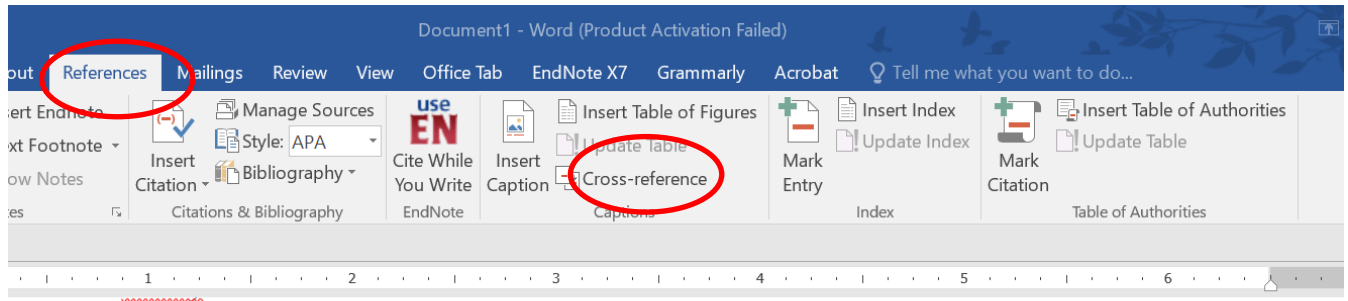 Document1 - Word (Product Activation Failed)
out References Mailings Review View Office Tab EndNote X7 Grammarly Acrobat Tell me what you want to do...
sert Endnote Manage Sources use Insert Table of Figures Insert Index Insert Table of Authorities
xt Footnote Style: APA EN Update Table Update Index Update Table
Insert Cite While Insert Mark Mark
ow Notes Citation Bibliography You Write Caption Cross-reference Entry Citation
tes Citations & Bibliography EndNote Captions Index Table of Authorities
1 2 3 4 5 6